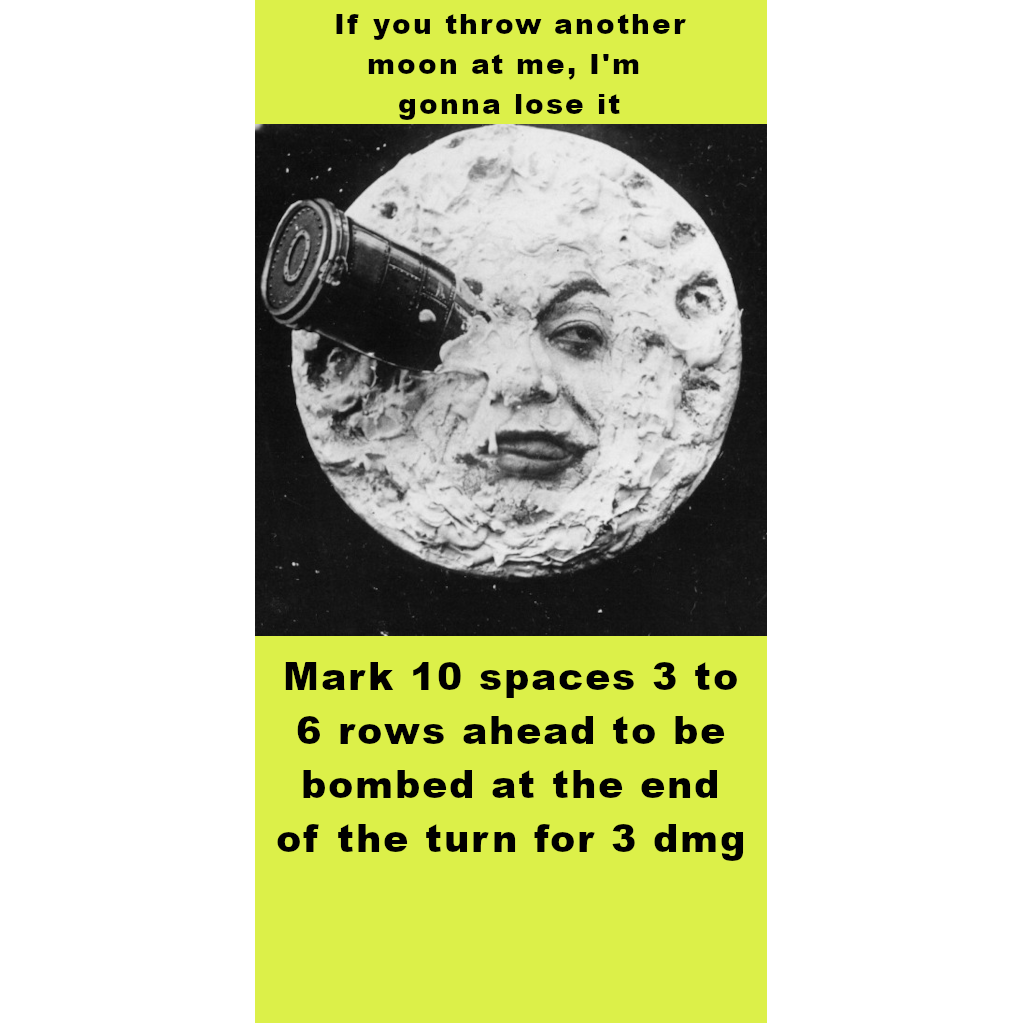 If you throw another
moon at me, I'm
gonna lose it
Mark 10 spaces 3 to
6 rows ahead to be
bombed at the end
of the turn for 3 dmg